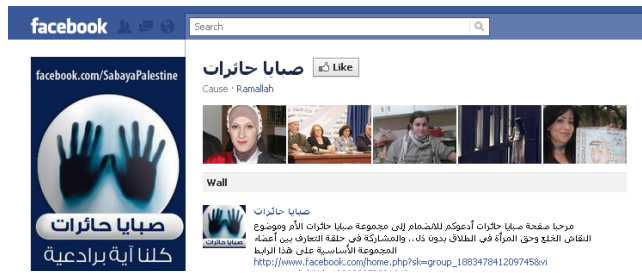 facebook
Search
facebook.com/SabayaPalestine
صبايا حائرات
كلنا آية برادعية
صبايا حائرات
Like
Cause · Ramallah
Wall
صبايا حائرات
صبايا حائرات
مرحبا صفحة صبايا حائرات أدعوكم للانضمام إلى مجموعة صبايا حائرات الأم وموضوع
النقاش الخلع وحق المرأة في الطلاق بدون ذل.. والمشاركة في حلقة التعارف بين أعضاء
المجموعة الأساسية على هذا الرابط
http://www.facebook.com/home.php?sk=group_188347841209745&vi